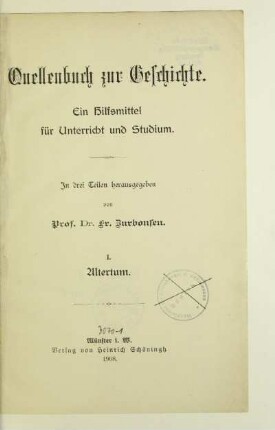 Quellenbuch zur Geschichte.
Ein Hilfsmittel
für Unterricht und Studium.
In drei Teilen herausgegeben
von
Prof. Dr. Fr. Zurbonsen.
I.
Altertum.
Münster i. W.
Verlag von Heinrich Schöningh